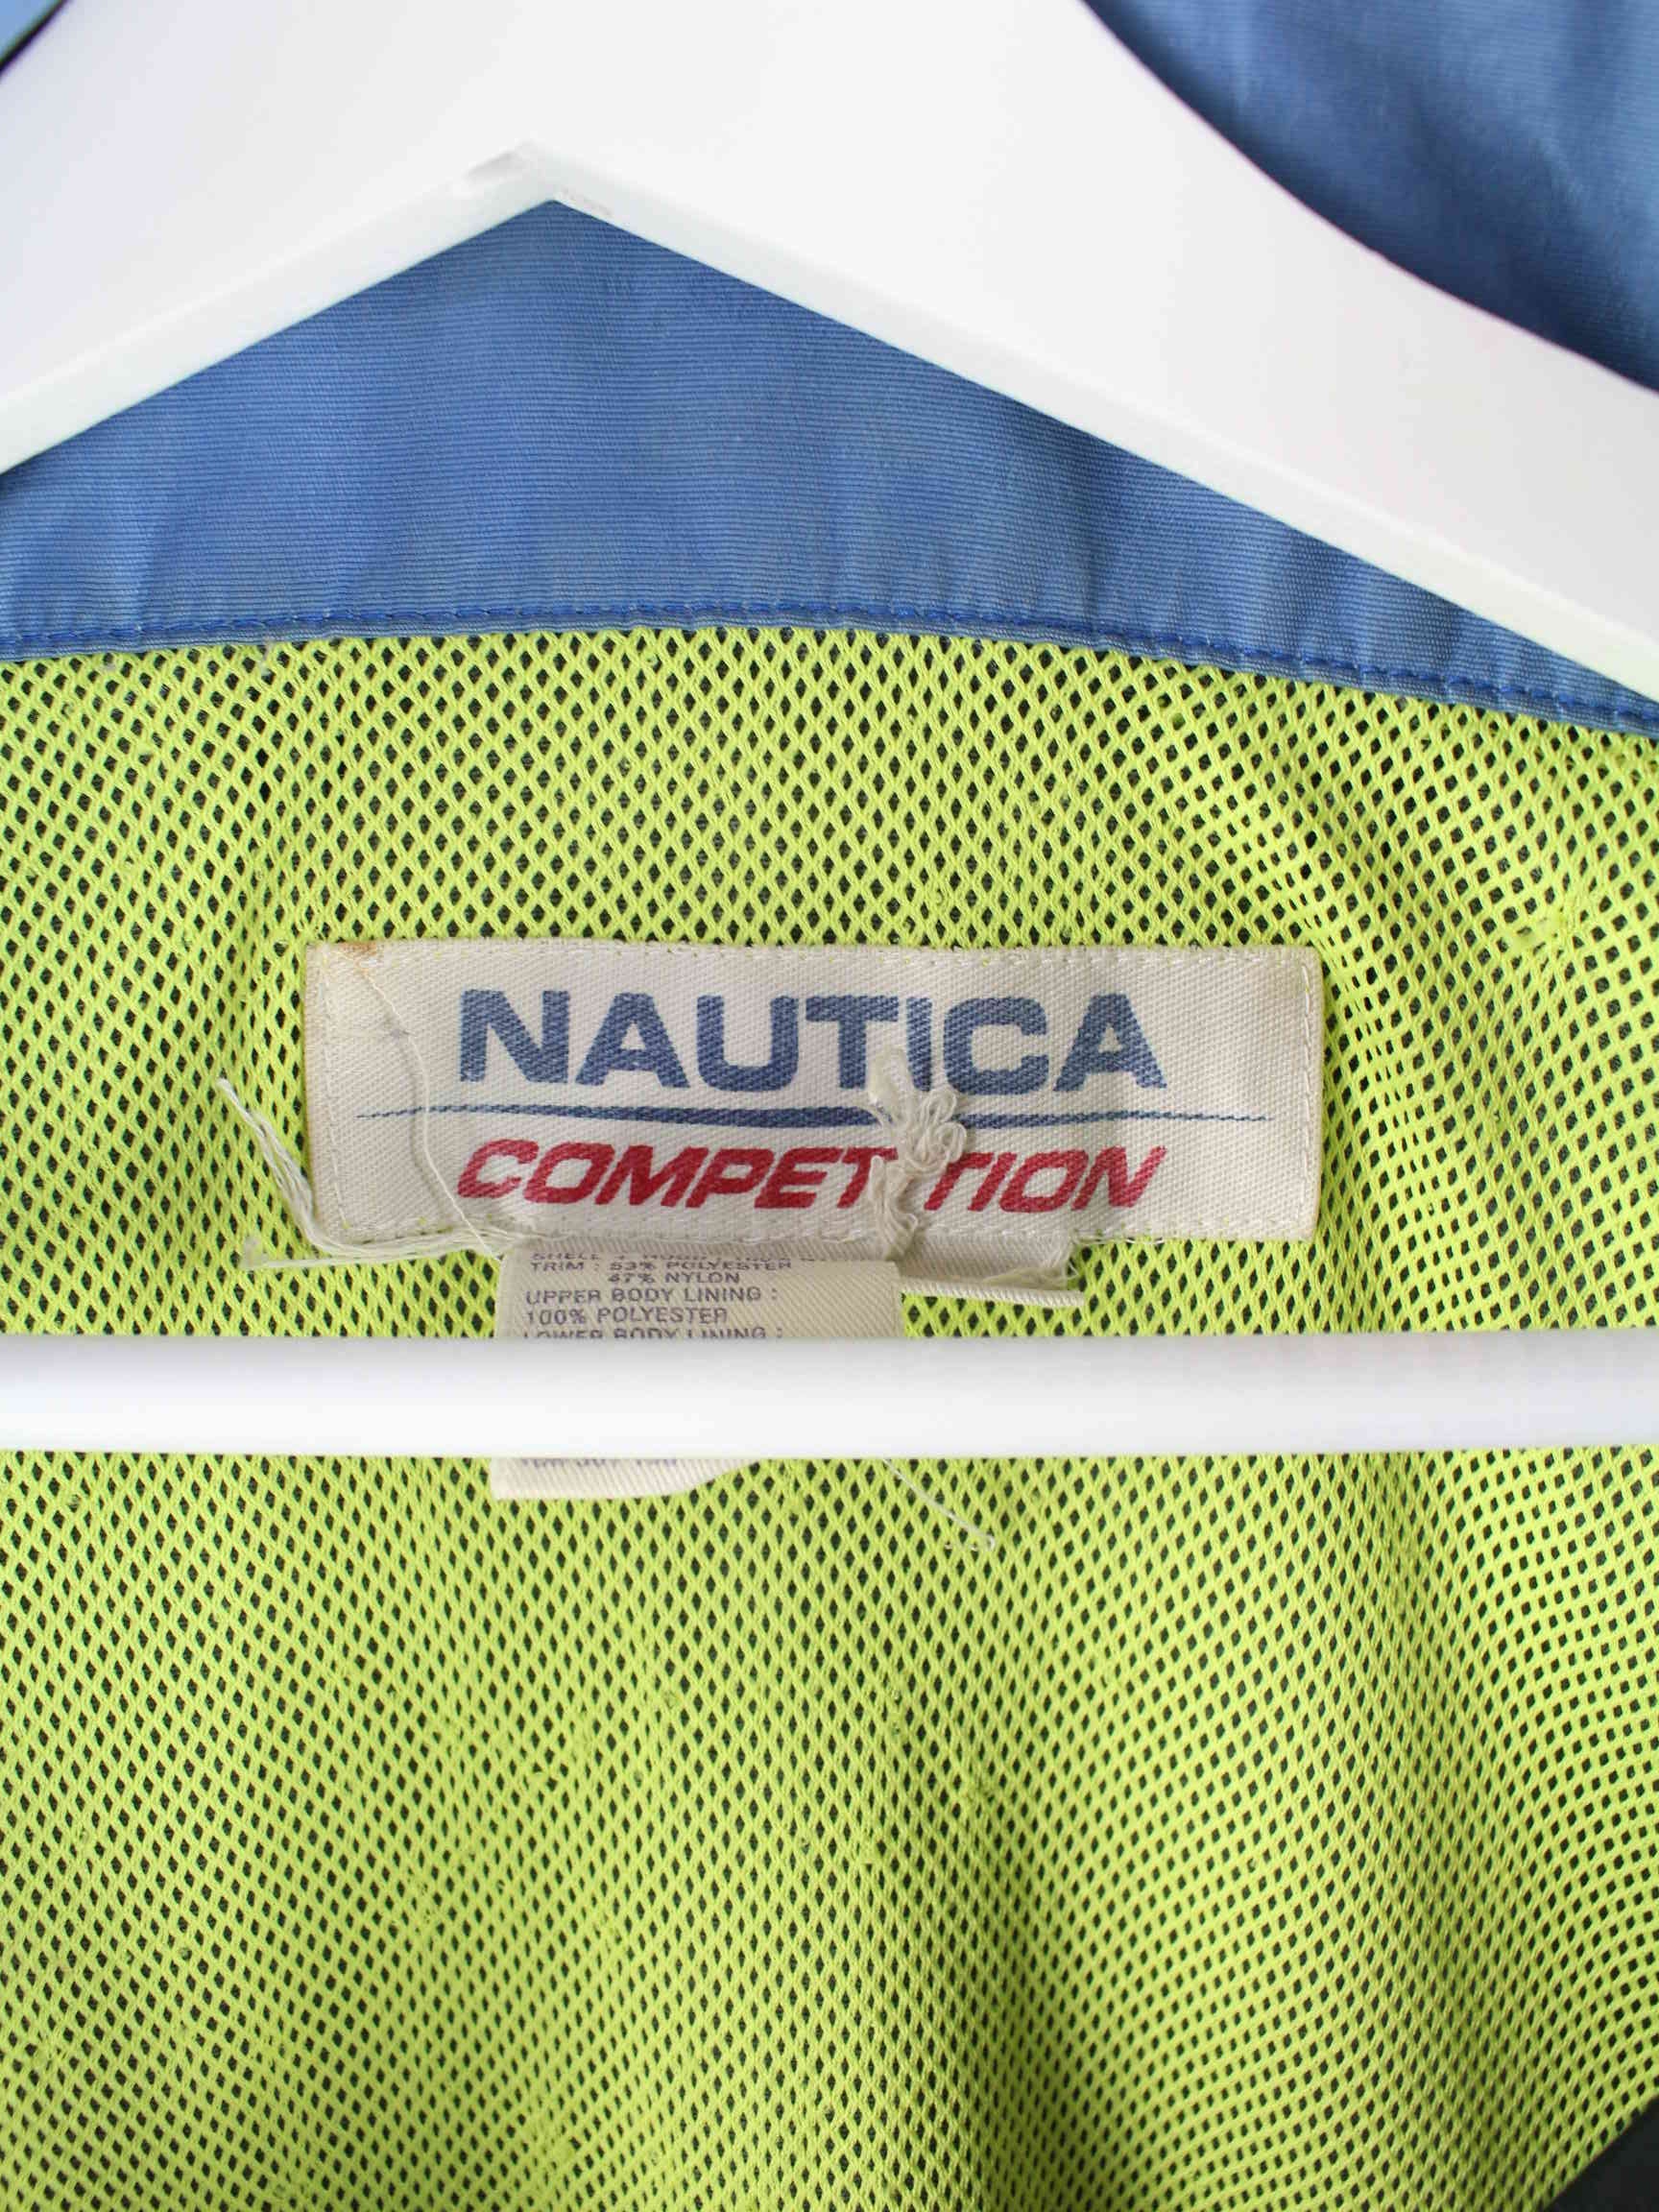 NAUTICA
COMPETITION
TRIM : 53% POLYESTER
47% NYLON
UPPER BODY LINING :
100% POLYESTER
LOWER BODY LINING :